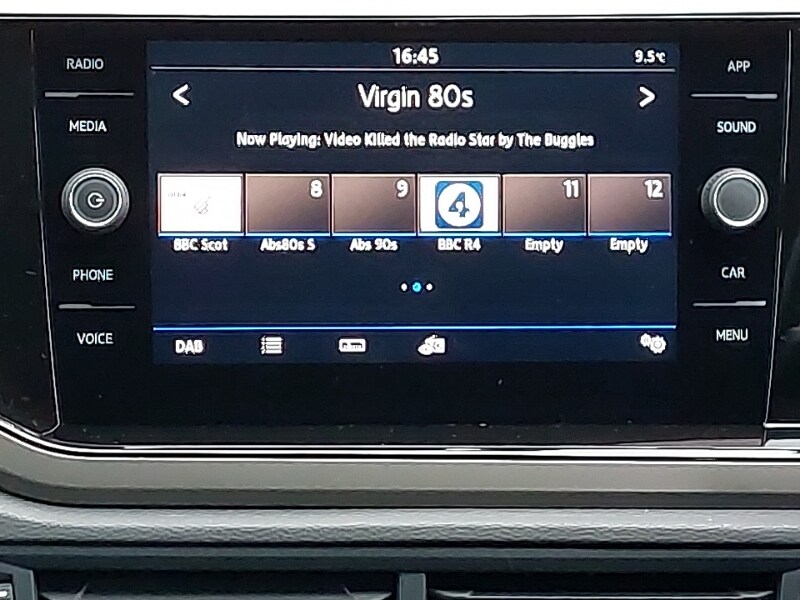 RADIO
MEDIA
PHONE
VOICE
16:45
9.5°C
< Virgin 80s >
Now Playing: Video Killed the Radio Star by The Buggles
8 9 4 11 12
BBC Scot Abs80s S Abs 90s BBC R4 Empty Empty
DAB
APP
SOUND
CAR
MENU